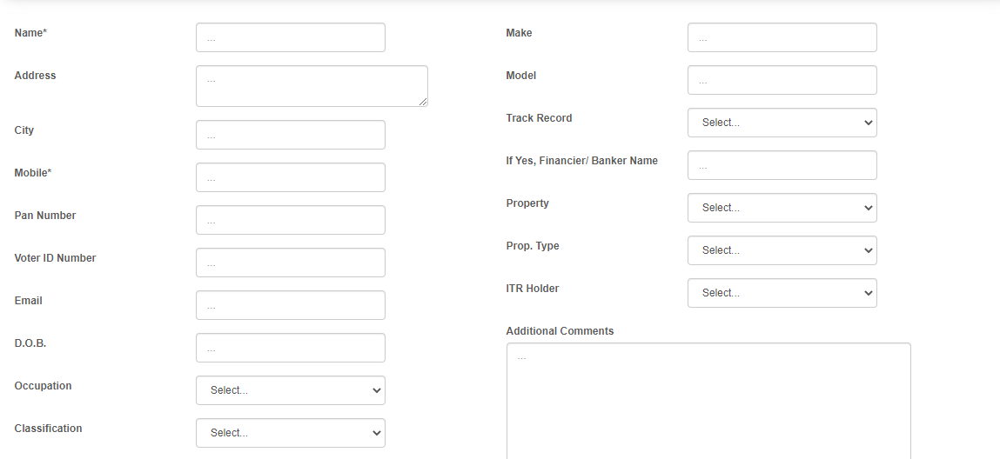 Name*
...
Address
...
City
...
Mobile*
...
Pan Number
...
Voter ID Number
...
Email
...
D.O.B.
...
Occupation
Select...
Classification
Select...
Make
...
Model
...
Track Record
Select...
If Yes, Financier/ Banker Name
...
Property
Select...
Prop. Type
Select...
ITR Holder
Select...
Additional Comments
...